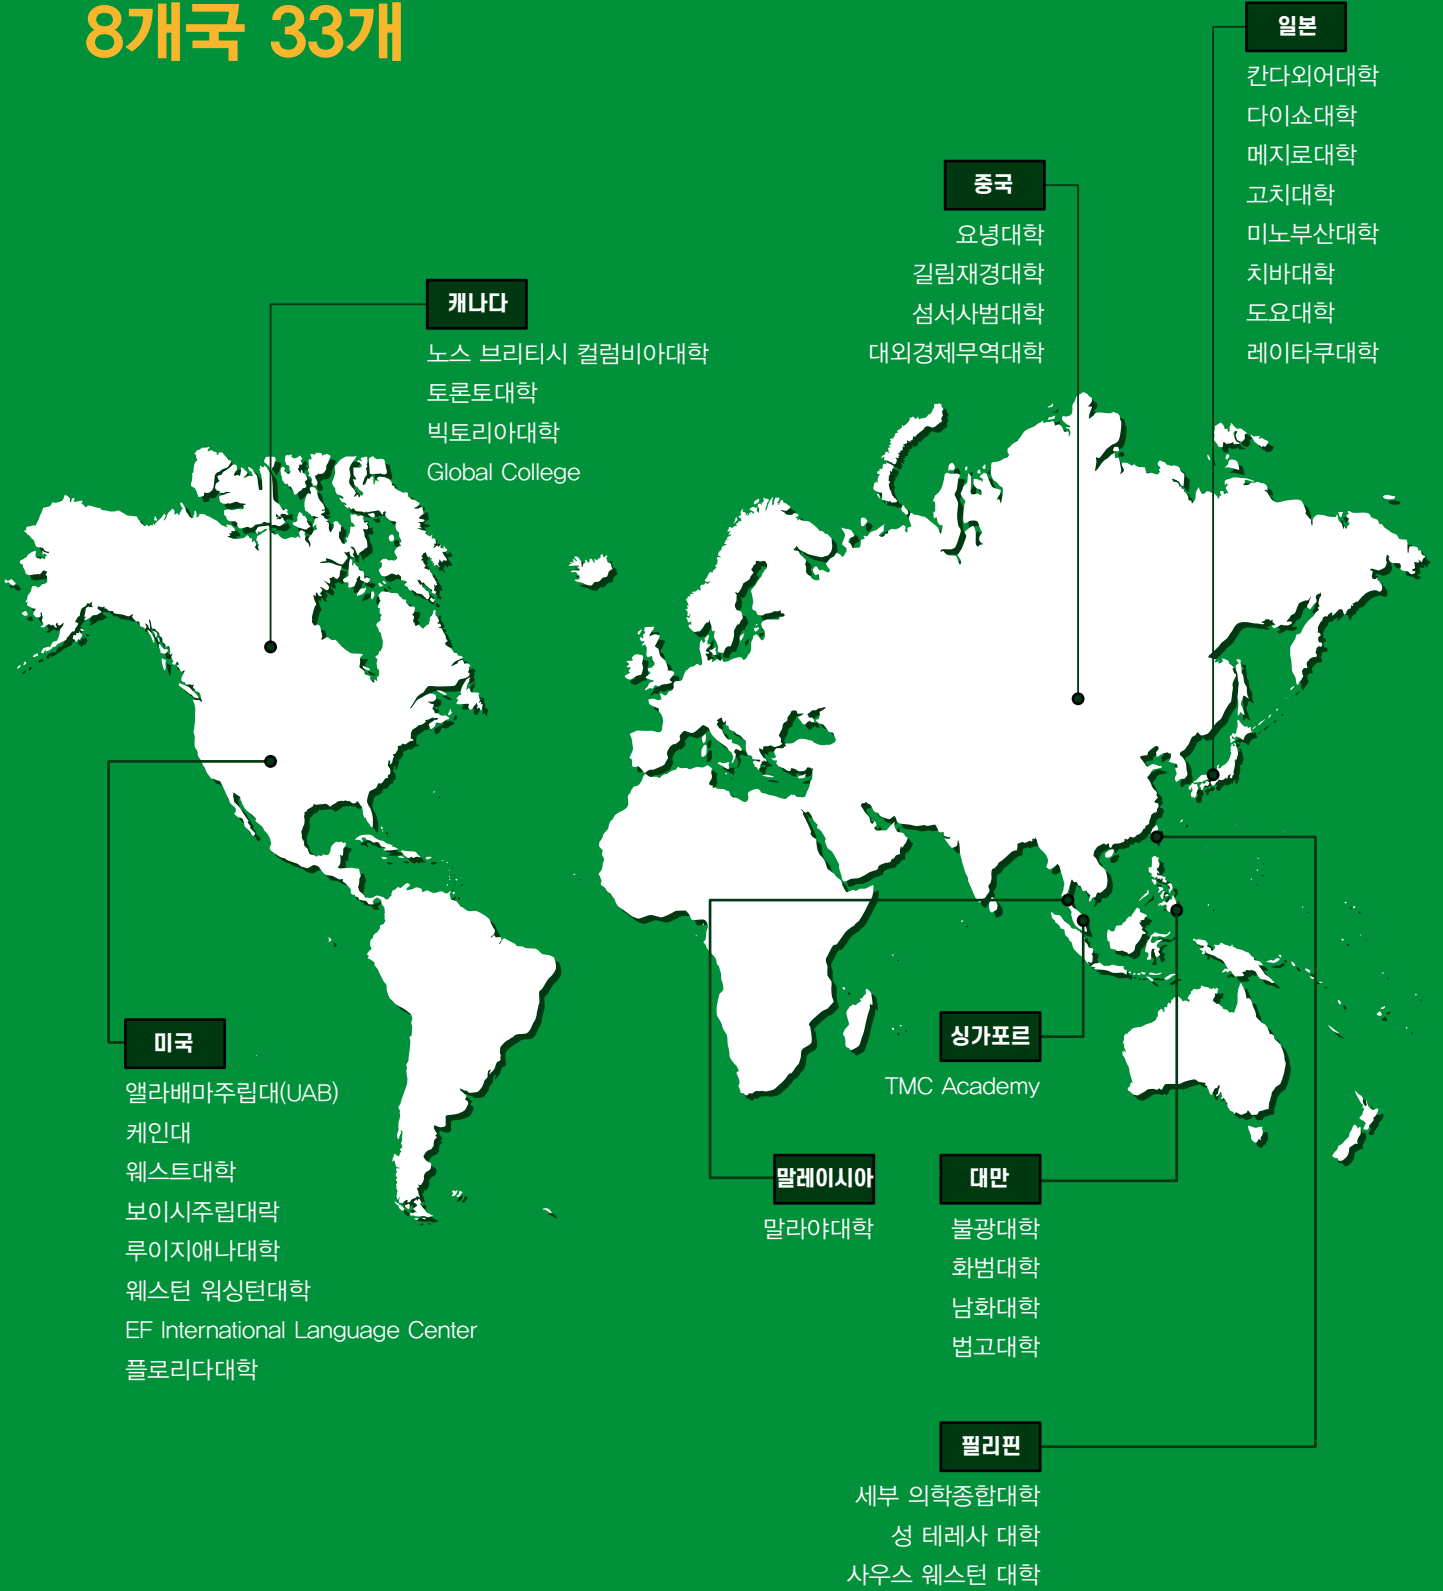 8개국 33개
일본
칸다외어대학
다이쇼대학
메지로대학
고치대학
미노부산대학
치바대학
도요대학
레이타쿠대학
중국
요녕대학
길림재경대학
섬서사범대학
대외경제무역대학
캐나다
노스 브리티시 컬럼비아대학
토론토대학
빅토리아대학
Global College
미국
앨라배마주립대(UAB)
케인대
웨스트대학
보이시주립대락
루이지애나대학
웨스턴 워싱턴대학
EF International Language Center
플로리다대학
싱가포르
TMC Academy
말레이시아
말라야대학
대만
불광대학
화범대학
남화대학
법고대학
필리핀
세부 의학종합대학
성 테레사 대학
사우스 웨스턴 대학